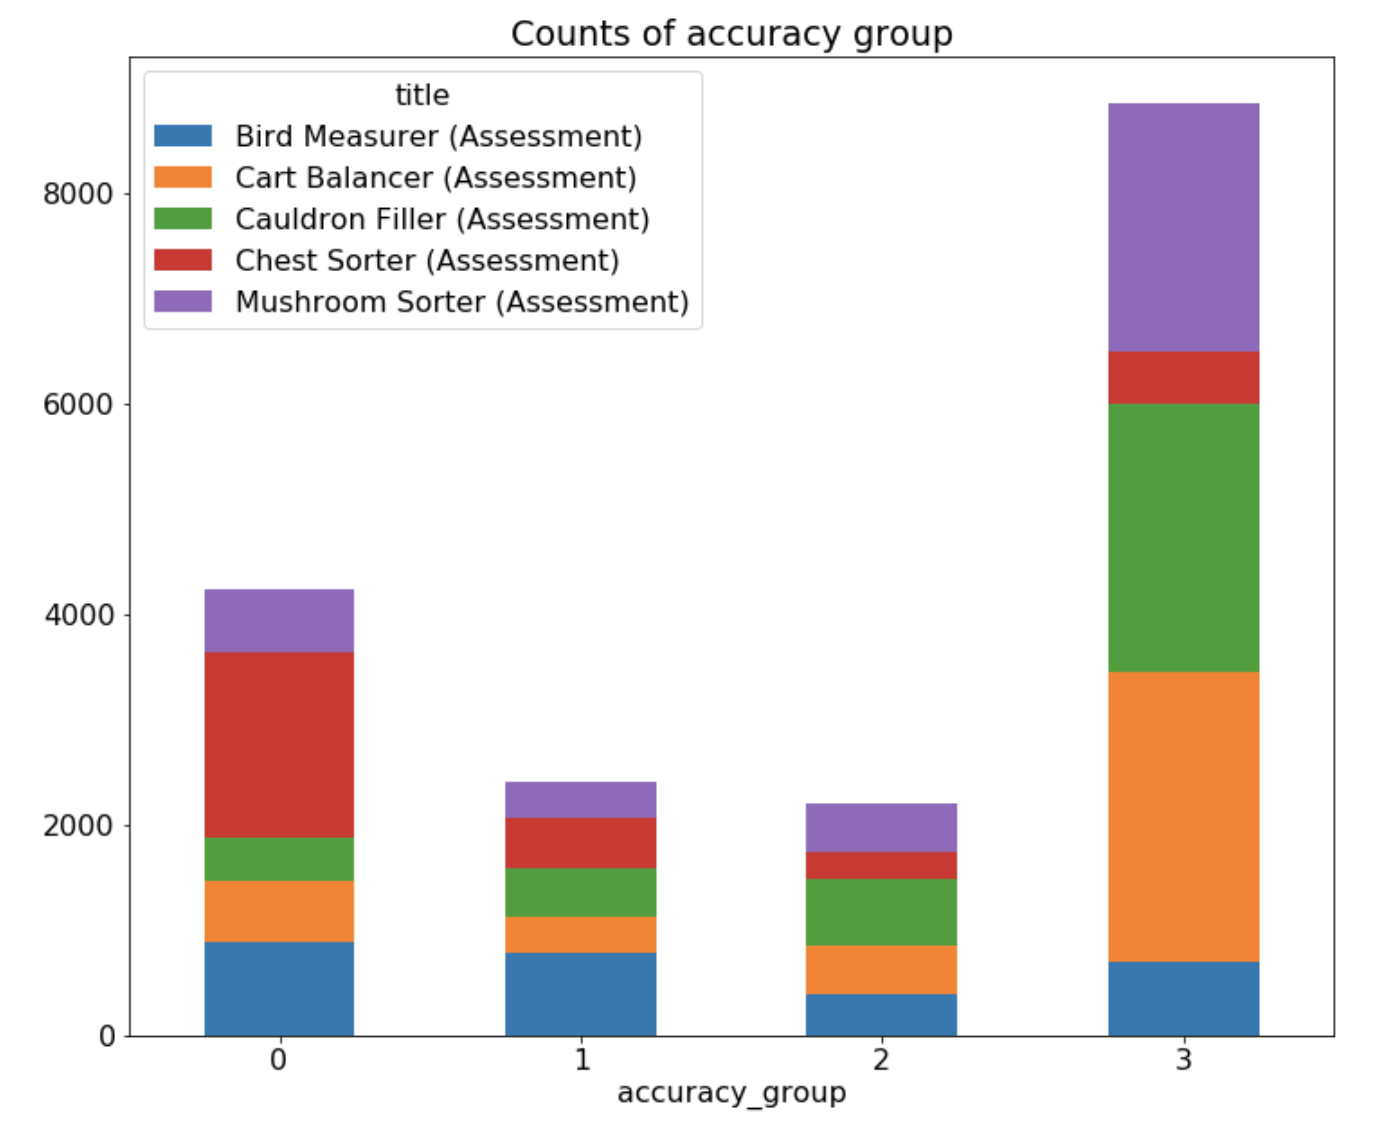 Counts of accuracy group
title
Bird Measurer (Assessment)
Cart Balancer (Assessment)
Cauldron Filler (Assessment)
Chest Sorter (Assessment)
Mushroom Sorter (Assessment)
8000
6000
4000
2000
0
0 1 2 3
accuracy_group